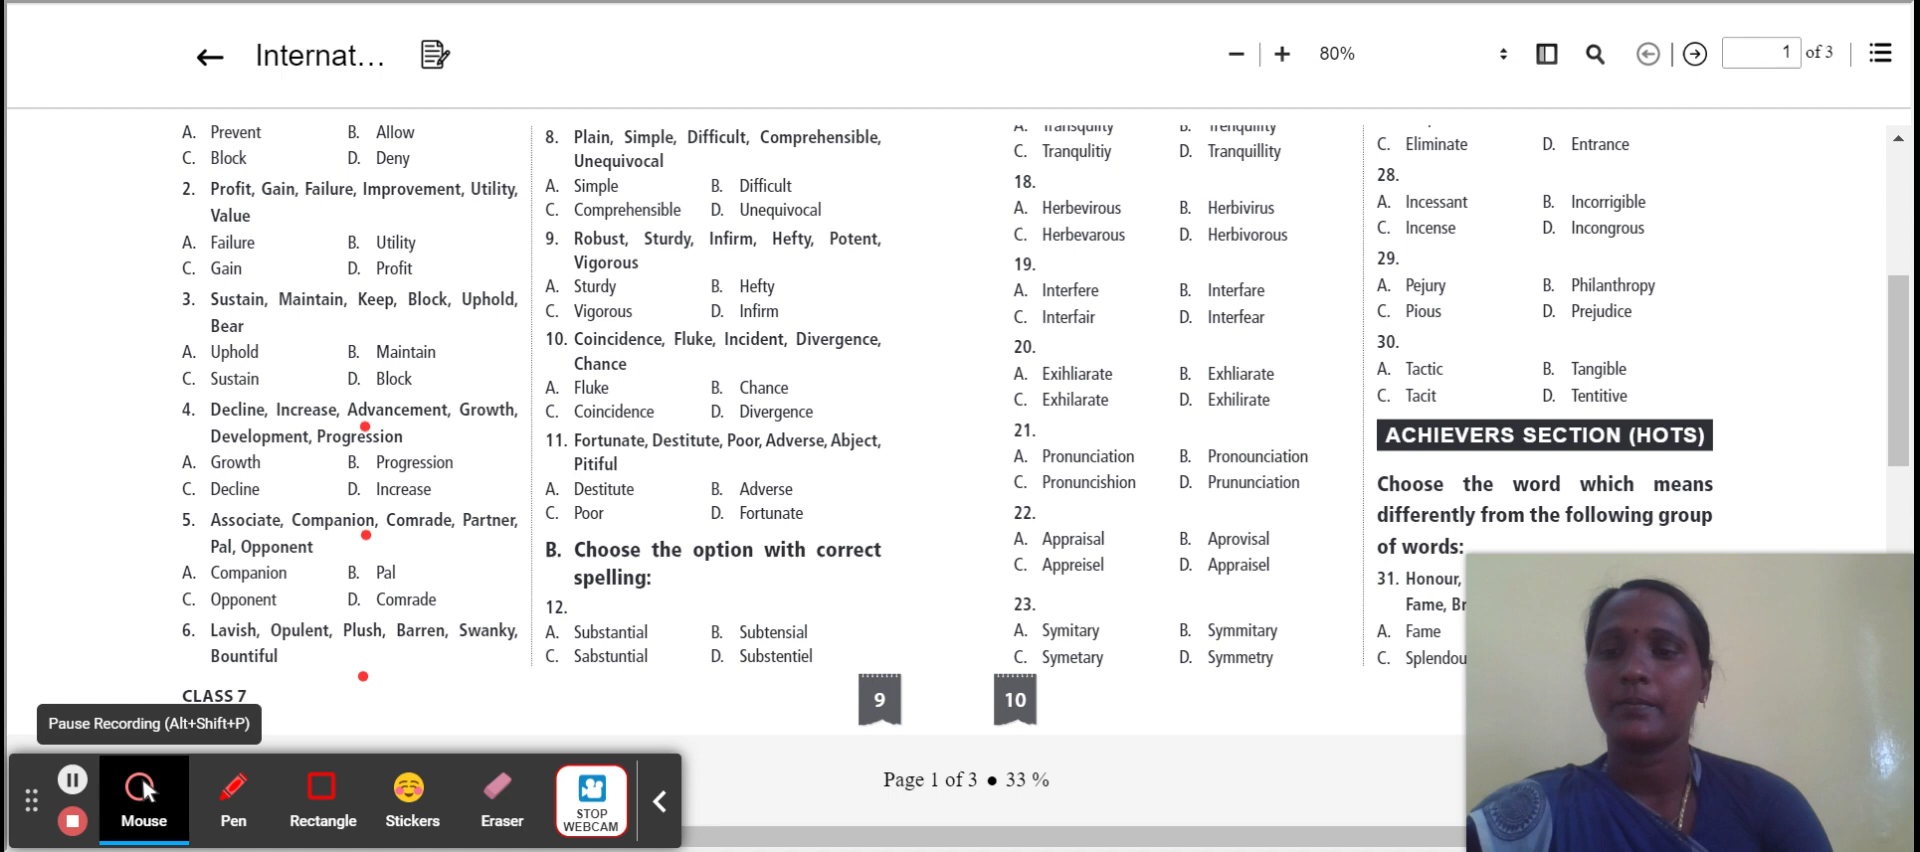 Internat...
80%
1 of 3
A. Prevent B. Allow
C. Block D. Deny
2. Profit, Gain, Failure, Improvement, Utility,
Value
A. Failure B. Utility
C. Gain D. Profit
3. Sustain, Maintain, Keep, Block, Uphold,
Bear
A. Uphold B. Maintain
C. Sustain D. Block
4. Decline, Increase, Advancement, Growth,
Development, Progression
A. Growth B. Progression
C. Decline D. Increase
5. Associate, Companion, Comrade, Partner,
Pal, Opponent
A. Companion B. Pal
C. Opponent D. Comrade
6. Lavish, Opulent, Plush, Barren, Swanky,
Bountiful
CLASS 7
8. Plain, Simple, Difficult, Comprehensible,
Unequivocal
A. Simple B. Difficult
C. Comprehensible D. Unequivocal
9. Robust, Sturdy, Infirm, Hefty, Potent,
Vigorous
A. Sturdy B. Hefty
C. Vigorous D. Infirm
10. Coincidence, Fluke, Incident, Divergence,
Chance
A. Fluke B. Chance
C. Coincidence D. Divergence
11. Fortunate, Destitute, Poor, Adverse, Abject,
Pitiful
A. Destitute B. Adverse
C. Poor D. Fortunate
B. Choose the option with correct
spelling:
12.
A. Substantial B. Subtensial
C. Sabstuntial D. Substentiel
9
C. Tranqulitiy D. Tranquillity
18.
A. Herbevirous B. Herbivirus
C. Herbevarous D. Herbivorous
19.
A. Interfere B. Interfare
C. Interfair D. Interfear
20.
A. Exihliarate B. Exhliarate
C. Exhilarate D. Exhilirate
21.
A. Pronunciation B. Pronounciation
C. Pronuncishion D. Prununciation
22.
A. Appraisal B. Aprovisal
C. Appreisel D. Appraisel
23.
A. Symitary B. Symmitary
C. Symetary D. Symmetry
10
C. Eliminate D. Entrance
28.
A. Incessant B. Incorrigible
C. Incense D. Incongrous
29.
A. Pejury B. Philanthropy
C. Pious D. Prejudice
30.
A. Tactic B. Tangible
C. Tacit D. Tentitive
ACHIEVERS SECTION (HOTS)
Choose the word which means
differently from the following group
of words:
31. Honour,
Fame, Br
A. Fame
C. Splendou
Pause Recording (Alt+Shift+P)
Mouse Pen Rectangle Stickers Eraser STOP
WEBCAM
Page 1 of 3 ● 33 %